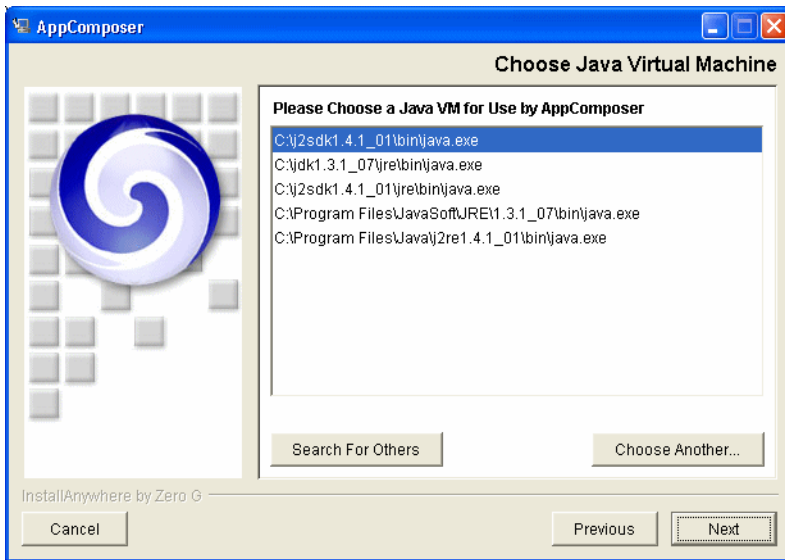 AppComposer
Choose Java Virtual Machine
Please Choose a Java VM for Use by AppComposer
C:\j2sdk1.4.1_01\bin\java.exe
C:\jdk1.3.1_07\jre\bin\java.exe
C:\j2sdk1.4.1_01\jre\bin\java.exe
C:\Program Files\JavaSoft\JRE\1.3.1_07\bin\java.exe
C:\Program Files\Java\j2re1.4.1_01\bin\java.exe
Search For Others
Choose Another...
InstallAnywhere by Zero G
Cancel
Previous
Next